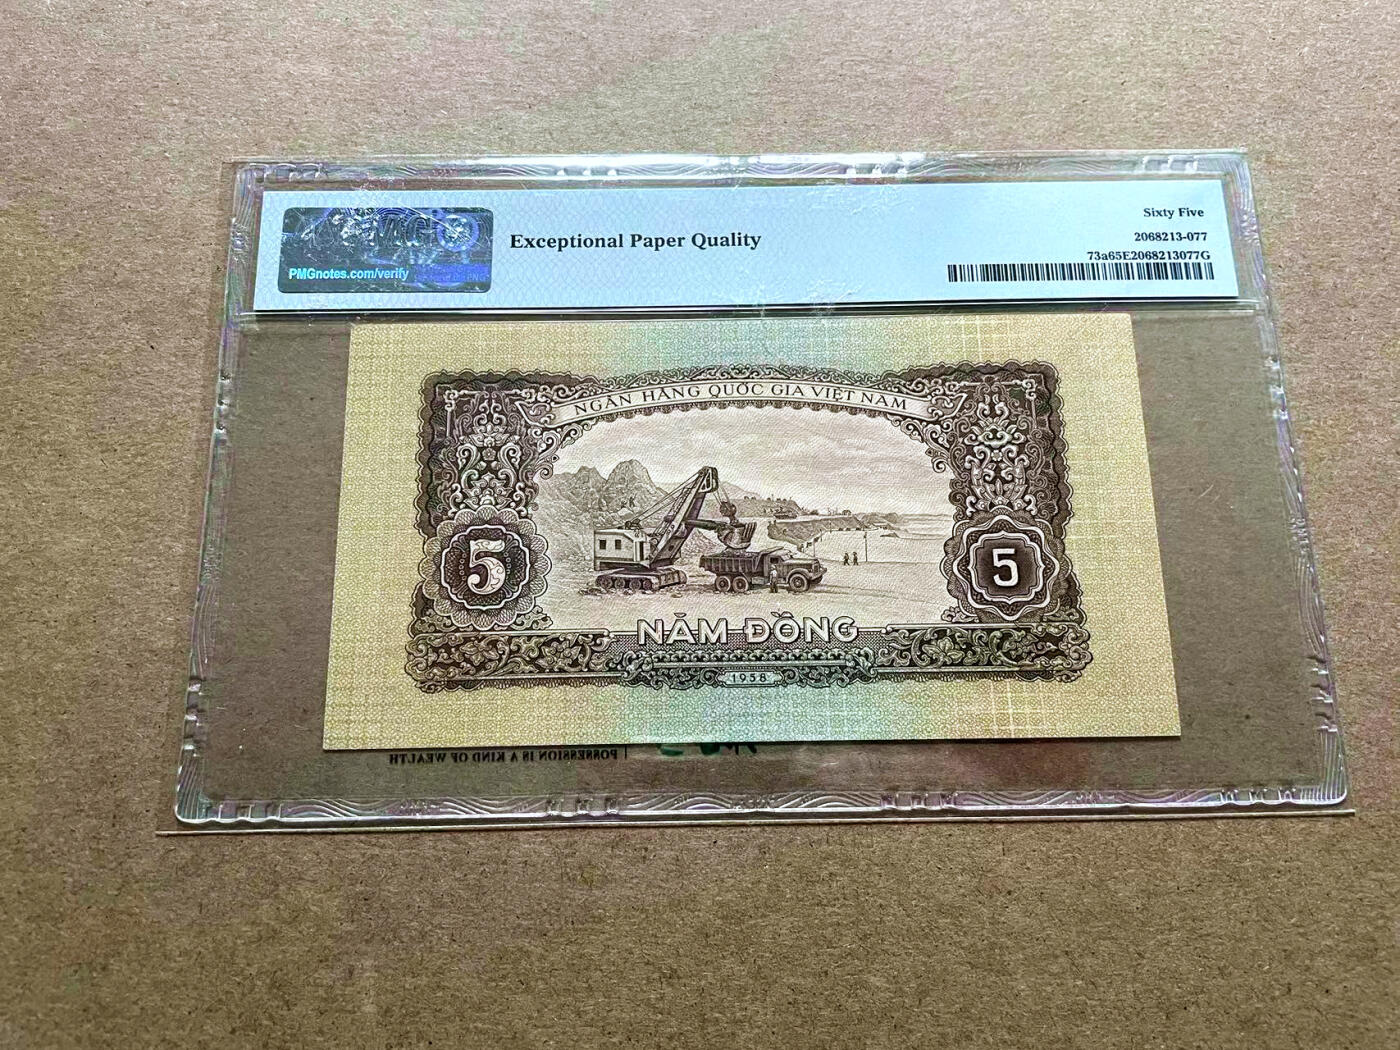 PMG
PMGnotes.com/verify
Exceptional Paper Quality
Sixty Five
2068213-077
73a65E2068213077G
NGÂN HÀNG QUỐC GIA VIỆT NAM
5
5
NĂM ĐỒNG
1958
POSSESSION IS A KIND OF WEALTH